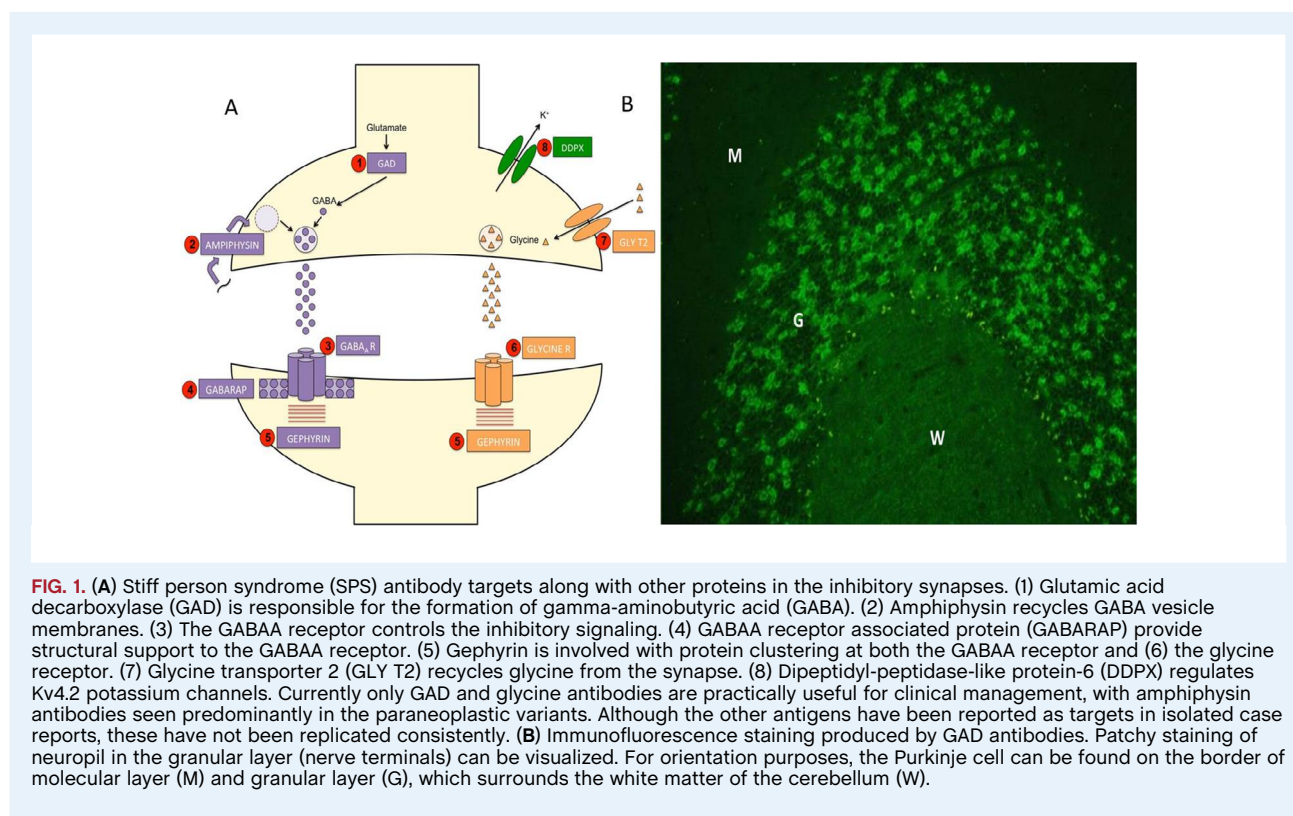 A
B
Glutamate
K+
1 GAD
8 DDPX
GABA
2 AMPIPHYSIN
Glycine
7 GLY T2
3 GABAA R
6 GLYCINE R
4 GABARAP
5 GEPHYRIN
5 GEPHYRIN
M
G
W
FIG. 1. (A) Stiff person syndrome (SPS) antibody targets along with other proteins in the inhibitory synapses. (1) Glutamic acid
decarboxylase (GAD) is responsible for the formation of gamma-aminobutyric acid (GABA). (2) Amphiphysin recycles GABA vesicle
membranes. (3) The GABAA receptor controls the inhibitory signaling. (4) GABAA receptor associated protein (GABARAP) provide
structural support to the GABAA receptor. (5) Gephyrin is involved with protein clustering at both the GABAA receptor and (6) the glycine
receptor. (7) Glycine transporter 2 (GLY T2) recycles glycine from the synapse. (8) Dipeptidyl-peptidase-like protein-6 (DDPX) regulates
Kv4.2 potassium channels. Currently only GAD and glycine antibodies are practically useful for clinical management, with amphiphysin
antibodies seen predominantly in the paraneoplastic variants. Although the other antigens have been reported as targets in isolated case
reports, these have not been replicated consistently. (B) Immunofluorescence staining produced by GAD antibodies. Patchy staining of
neuropil in the granular layer (nerve terminals) can be visualized. For orientation purposes, the Purkinje cell can be found on the border of
molecular layer (M) and granular layer (G), which surrounds the white matter of the cerebellum (W).